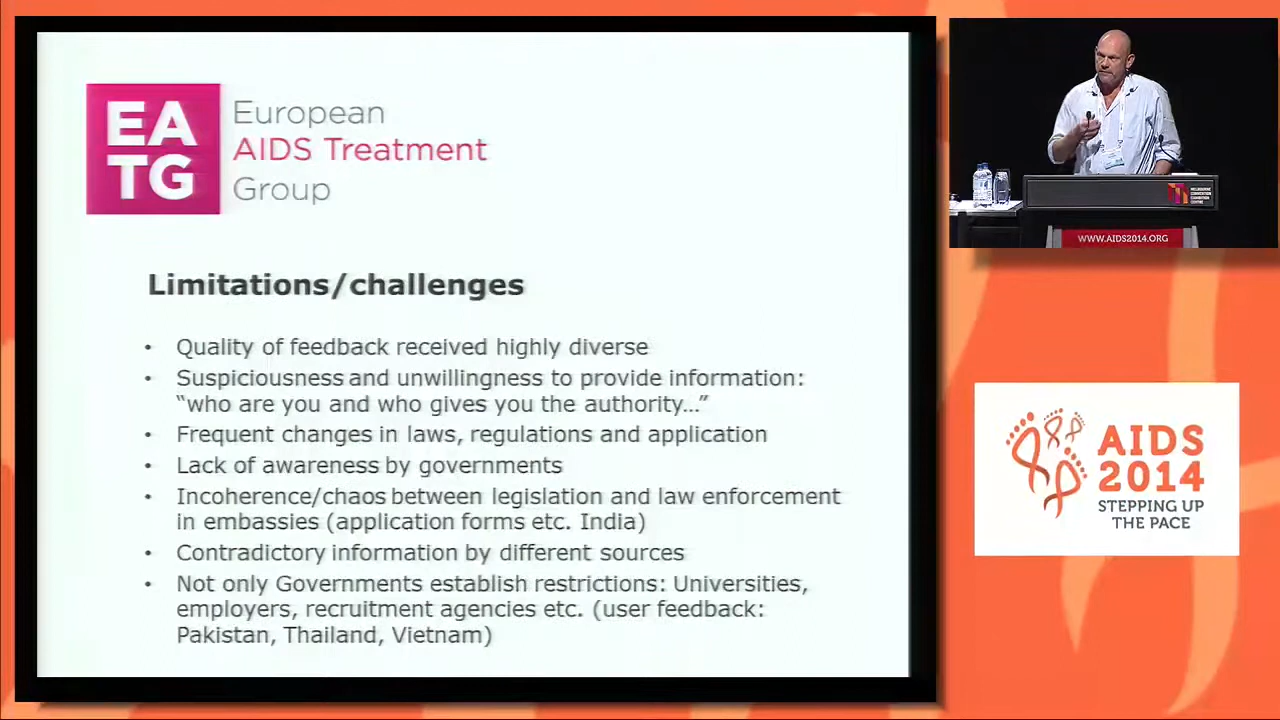 EA
TG
European
AIDS Treatment
Group
Limitations/challenges
• Quality of feedback received highly diverse
• Suspiciousness and unwillingness to provide information:
“who are you and who gives you the authority…”
• Frequent changes in laws, regulations and application
• Lack of awareness by governments
• Incoherence/chaos between legislation and law enforcement
in embassies (application forms etc. India)
• Contradictory information by different sources
• Not only Governments establish restrictions: Universities,
employers, recruitment agencies etc. (user feedback:
Pakistan, Thailand, Vietnam)
MELBOURNE
CONVENTION
EXHIBITION
CENTRE
WWW.AIDS2014.ORG
AIDS
2014
STEPPING UP
THE PACE